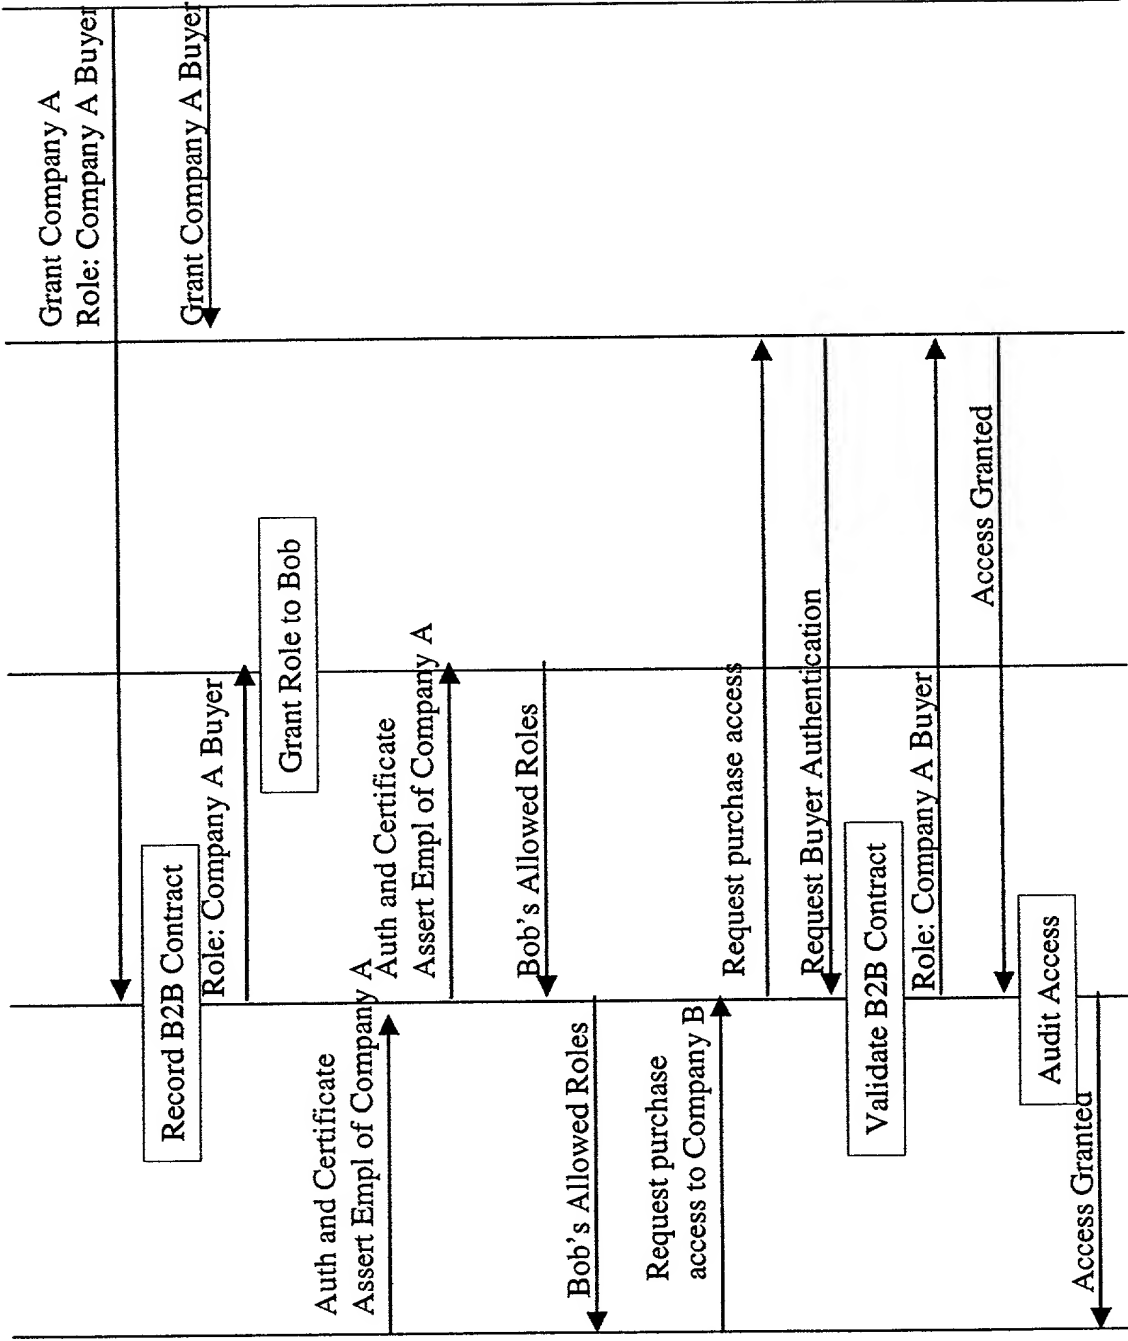 Grant Company A
Role: Company A Buyer
Grant Company A Buyer
Record B2B Contract
Role: Company A Buyer
Grant Role to Bob
Auth and Certificate
Assert Empl of Company A
Auth and Certificate
Assert Empl of Company A
Bob's Allowed Roles
Bob's Allowed Roles
Request purchase
access to Company B
Request purchase access
Request Buyer Authentication
Validate B2B Contract
Role: Company A Buyer
Access Granted
Audit Access
Access Granted